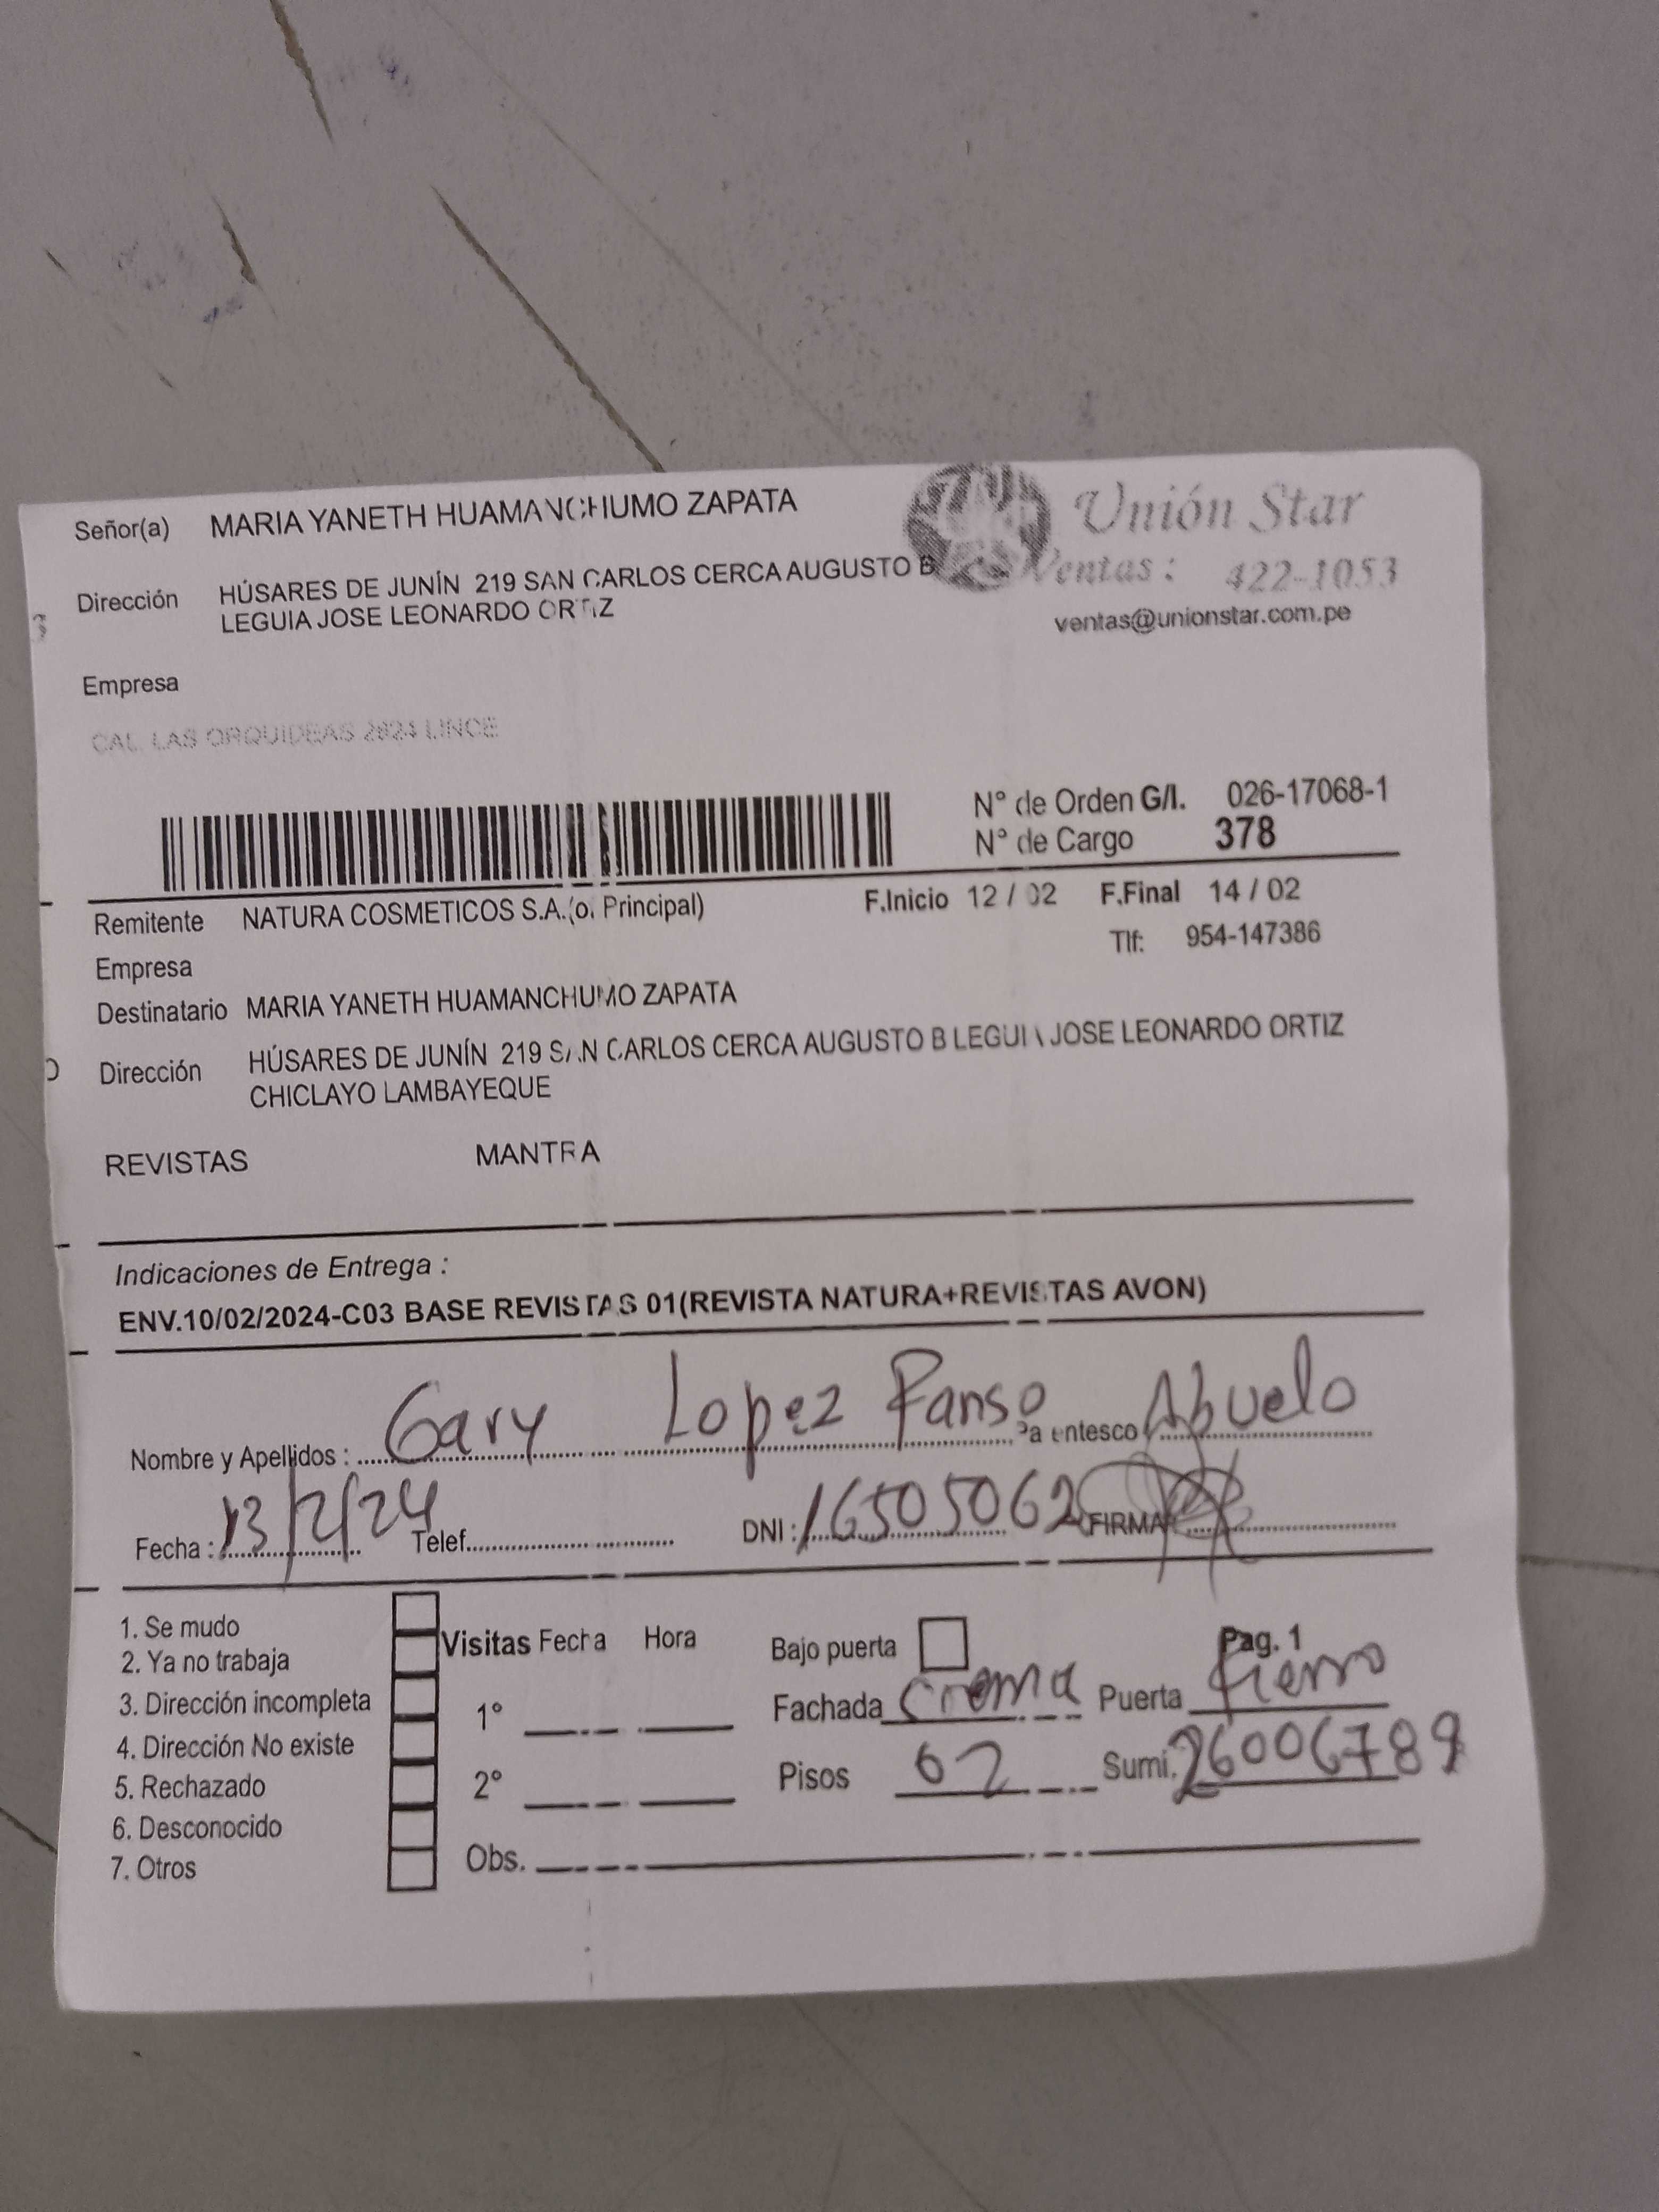 Señor(a) MARIA YANETH HUAMANCHUMO ZAPATA
Unión Star
Ventas: 422-1053
ventas@unionstar.com.pe
Dirección HÚSARES DE JUNÍN 219 SAN CARLOS CERCA AUGUSTO B
LEGUIA JOSE LEONARDO ORTIZ
Empresa
CAL. LAS ORQUIDEAS 2624 LINCE
N° de Orden G/I. 026-17068-1
N° de Cargo 378
Remitente NATURA COSMETICOS S.A.(of. Principal) F.Inicio 12 / 02 F.Final 14 / 02
Tlf: 954-147386
Empresa
Destinatario MARIA YANETH HUAMANCHUMO ZAPATA
Dirección HÚSARES DE JUNÍN 219 SAN CARLOS CERCA AUGUSTO B LEGUIA JOSE LEONARDO ORTIZ
CHICLAYO LAMBAYEQUE
REVISTAS MANTRA
Indicaciones de Entrega :
ENV.10/02/2024-C03 BASE REVISTAS 01(REVISTA NATURA+REVISTAS AVON)
Nombre y Apellidos : Gary Lopez Parentesco Abuelo
Fecha : 13/2/24 Telef. DNI : 16505062 FIRMA
1. Se mudo
2. Ya no trabaja
3. Dirección incompleta
4. Dirección No existe
5. Rechazado
6. Desconocido
7. Otros
Visitas Fecha Hora
1°
2°
Obs.
Bajo puerta Pag. 1
Fachada Crema Puerta fierro
Pisos 02 Sumi. 26006789